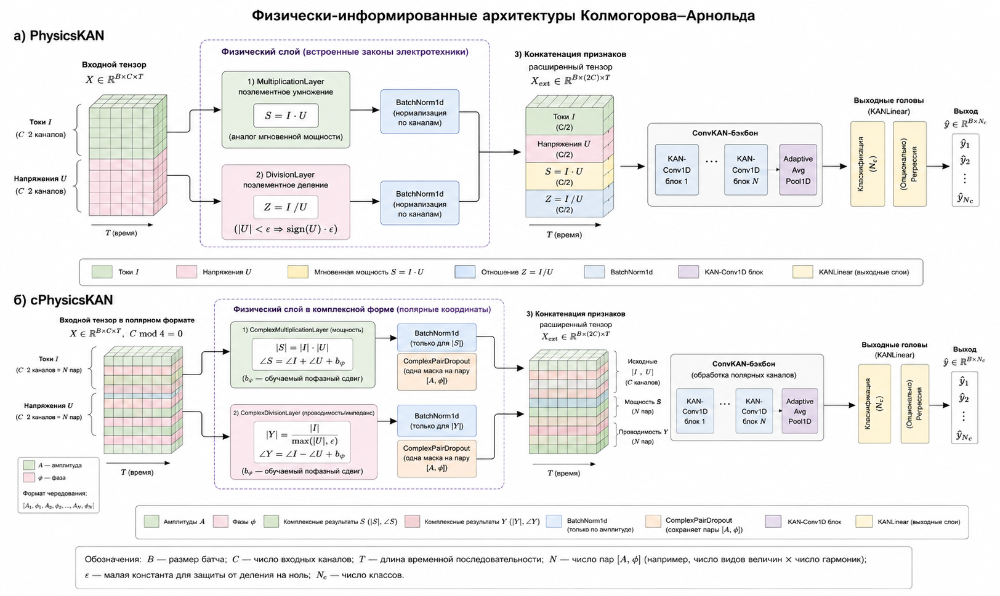 Физически-информированные архитектуры Колмогорова–Арнольда
а) PhysicsKAN
Входной тензор
X ∈ ℝ^{B×C×T}
Токи I
(C 2 каналов)
Напряжения U
(C 2 каналов)
T (время)
Физический слой (встроенные законы электротехники)
1) MultiplicationLayer
поэлементное умножение
S = I · U
(аналог мгновенной мощности)
BatchNorm1d
(нормализация
по каналам)
2) DivisionLayer
поэлементное деление
Z = I / U
(|U| < ϵ ⇒ sign(U) · ϵ)
BatchNorm1d
(нормализация
по каналам)
3) Конкатенация признаков
расширенный тензор
X_{ext} ∈ ℝ^{B×(2C)×T}
Токи I
(C/2)
Напряжения U
(C/2)
S = I · U
(C/2)
Z = I / U
(C/2)
T (время)
ConvKAN-бэкбон
KAN-
Conv1D
блок 1
...
KAN-
Conv1D
блок N
Adaptive
Avg
Pool1D
Выходные головы
(KANLinear)
Классификация
(N_c)
(Опционально)
Регрессия
Выход
ŷ ∈ ℝ^{B×N_c}
ŷ_1
ŷ_2
⋮
ŷ_{N_c}
Токи I
Напряжения U
Мгновенная мощность S = I · U
Отношение Z = I/U
BatchNorm1d
KAN-Conv1D блок
KANLinear (выходные слои)
б) cPhysicsKAN
Входной тензор в полярном формате
X ∈ ℝ^{B×C×T}, C mod 4 = 0
Токи I
(C 2 каналов = N пар)
Напряжения U
(C 2 каналов = N пар)
T (время)
A — амплитуда
ϕ — фаза
Формат чередования:
[A_1, ϕ_1, A_2, ϕ_2, ..., A_N, ϕ_N]
Физический слой в комплексной форме (полярные координаты)
1) ComplexMultiplicationLayer (мощность)
|S| = |I| · |U|
∠S = ∠I + ∠U + b_φ
(b_φ — обучаемый пофазный сдвиг)
BatchNorm1d
(только для |S|)
ComplexPairDropout
(одна маска на пару
[A, ϕ])
2) ComplexDivisionLayer (проводимость/импеданс)
|Y| = |I| / max(|U|, ϵ)
∠Y = ∠I − ∠U + b_φ
(b_φ — обучаемый пофазный сдвиг)
BatchNorm1d
(только для |Y|)
ComplexPairDropout
(одна маска на пару
[A, ϕ])
3) Конкатенация признаков
расширенный тензор
X_{ext} ∈ ℝ^{B×(2C)×T}
Исходные
|I , U|
(C каналов)
Мощность S
(N пар)
Проводимость Y
(N пар)
T (время)
ConvKAN-бэкбон
(обработка полярных каналов)
KAN-
Conv1D
блок 1
...
KAN-
Conv1D
блок N
Adaptive
Avg
Pool1D
Выходные головы
(KANLinear)
Классификация
(N_c)
(Опционально)
Регрессия
Выход
ŷ ∈ ℝ^{B×N_c}
ŷ_1
ŷ_2
⋮
ŷ_{N_c}
Амплитуды A
Фазы ϕ
Комплексные результаты S (|S|, ∠S)
Комплексные результаты Y (|Y|, ∠Y)
BatchNorm1d
(только по амплитуде)
ComplexPairDropout
(сохраняет пары [A, ϕ])
KAN-Conv1D блок
KANLinear (выходные слои)
Обозначения: B — размер батча; C — число входных каналов; T — длина временной последовательности; N — число пар [A, ϕ] (например, число видов величин × число гармоник);
ϵ — малая константа для защиты от деления на ноль; N_c — число классов.